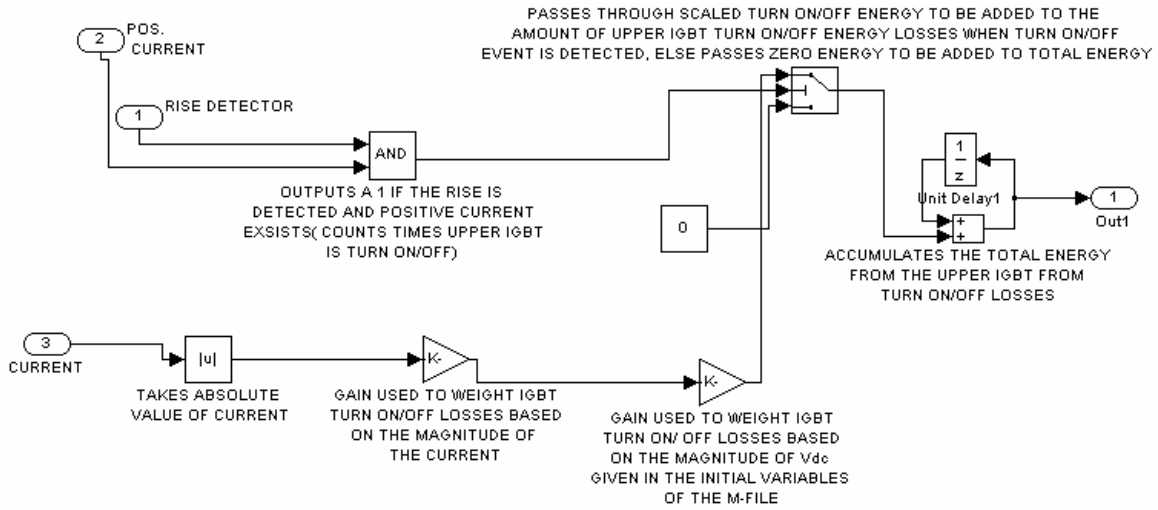 PASSES THROUGH SCALED TURN ON/OFF ENERGY TO BE ADDED TO THE
AMOUNT OF UPPER IGBT TURN ON/OFF ENERGY LOSSES WHEN TURN ON/OFF
EVENT IS DETECTED, ELSE PASSES ZERO ENERGY TO BE ADDED TO TOTAL ENERGY
2
POS.
CURRENT
1
RISE DETECTOR
AND
OUTPUTS A 1 IF THE RISE IS
DETECTED AND POSITIVE CURRENT
EXSISTS( COUNTS TIMES UPPER IGBT
IS TURN ON/OFF)
0
1
z
Unit Delay1
+
+
1
Out1
ACCUMULATES THE TOTAL ENERGY
FROM THE UPPER IGBT FROM
TURN ON/OFF LOSSES
3
CURRENT
|u|
TAKES ABSOLUTE
VALUE OF CURRENT
K-
GAIN USED TO WEIGHT IGBT
TURN ON/OFF LOSSES BASED
ON THE MAGNITUDE OF
THE CURRENT
K-
GAIN USED TO WEIGHT IGBT
TURN ON/ OFF LOSSES BASED
ON THE MAGNITUDE OF Vdc
GIVEN IN THE INITIAL VARIABLES
OF THE M-FILE